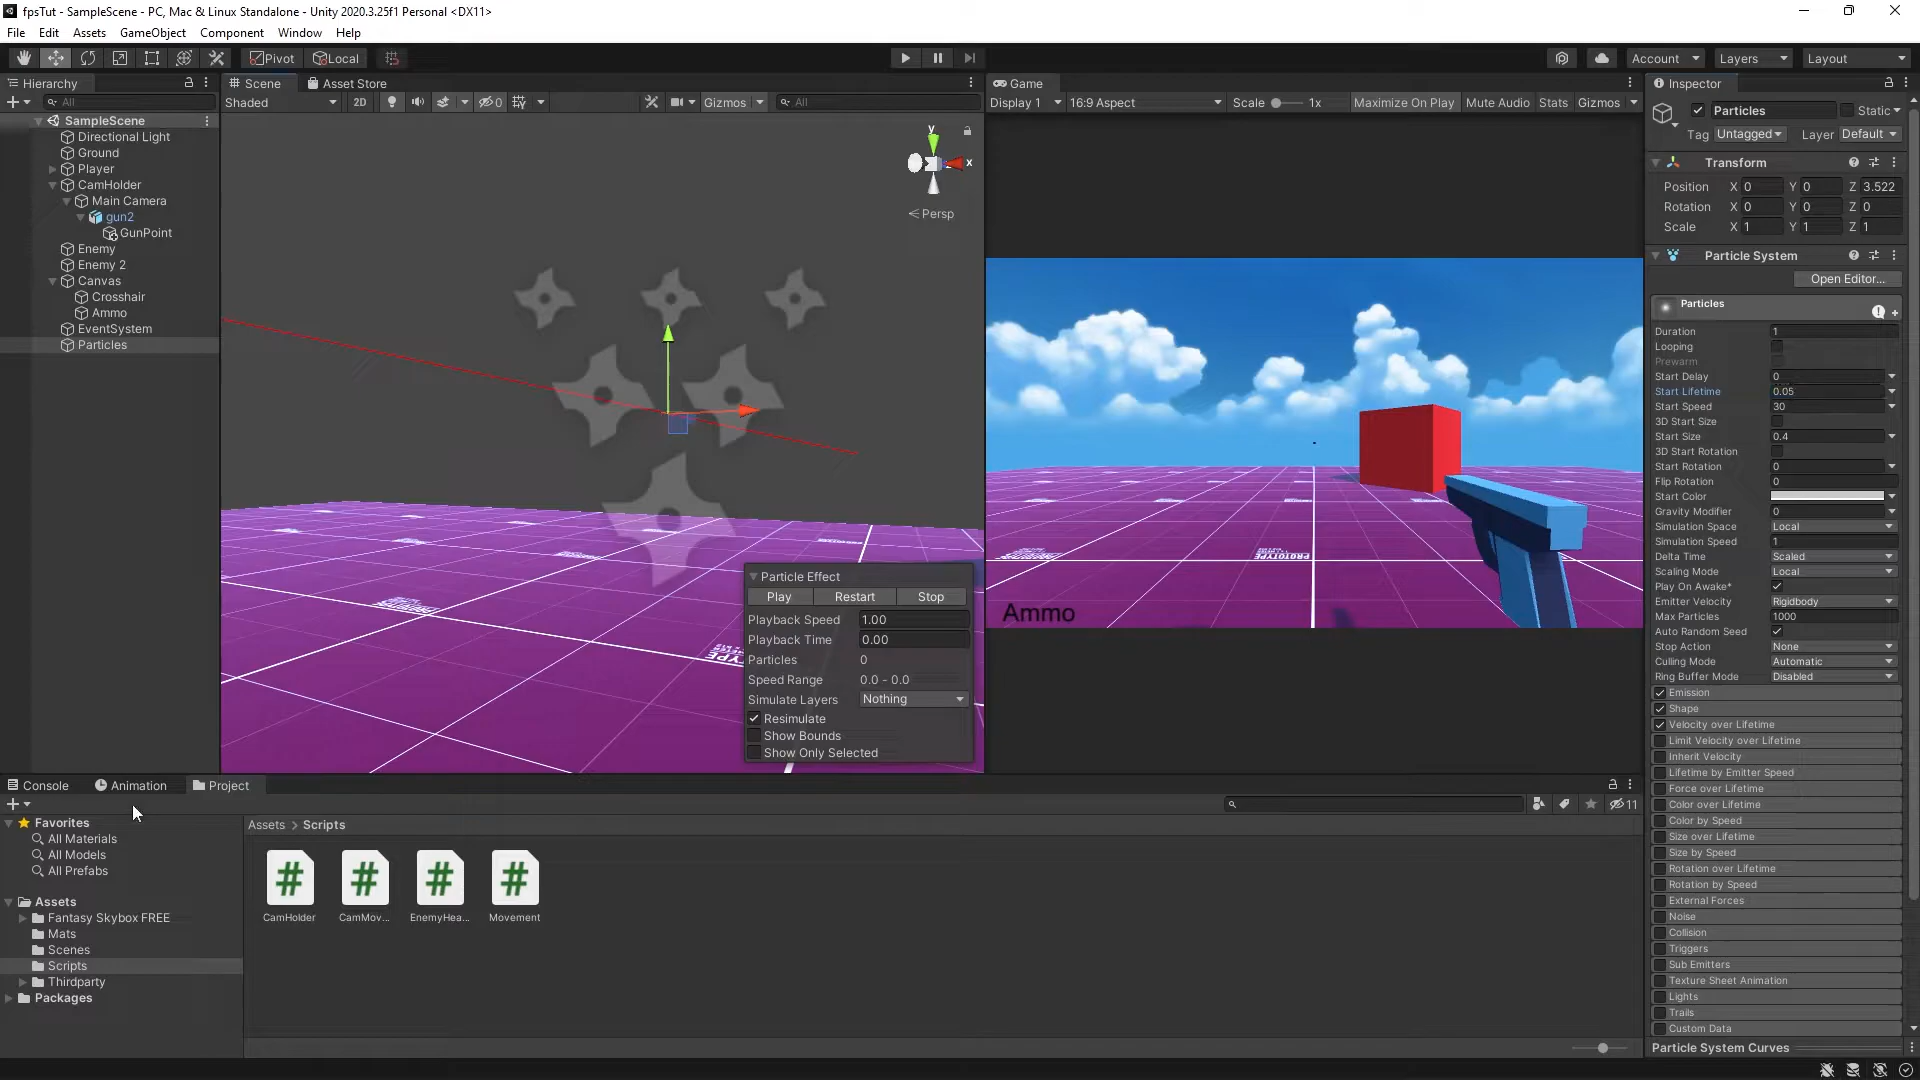 fpsTut - SampleScene - PC, Mac & Linux Standalone - Unity 2020.3.25f1 Personal <DX11>
File Edit Assets GameObject Component Window Help
Pivot Local Account Layers Layout
Hierarchy
All
SampleScene
Directional Light
Ground
Player
CamHolder
Main Camera
gun2
GunPoint
Enemy
Enemy 2
Canvas
Crosshair
Ammo
EventSystem
Particles
Scene Asset Store
Shaded 2D 0 Gizmos All
y
x
Persp
Particle Effect
Play Restart Stop
Playback Speed 1.00
Playback Time 0.00
Particles 0
Speed Range 0.0 - 0.0
Simulate Layers Nothing
Resimulate
Show Bounds
Show Only Selected
Game
Display 1 16:9 Aspect Scale 1x Maximize On Play Mute Audio Stats Gizmos
PROTOTYPE
Ammo
Inspector
Particles Static
Tag Untagged Layer Default
Transform
Position X 0 Y 0 Z 3.522
Rotation X 0 Y 0 Z 0
Scale X 1 Y 1 Z 1
Particle System
Open Editor...
Particles
Duration 1
Looping
Prewarm
Start Delay 0
Start Lifetime 0.05
Start Speed 30
3D Start Size
Start Size 0.4
3D Start Rotation
Start Rotation 0
Flip Rotation 0
Start Color
Gravity Modifier 0
Simulation Space Local
Simulation Speed 1
Delta Time Scaled
Scaling Mode Local
Play On Awake*
Emitter Velocity Rigidbody
Max Particles 1000
Auto Random Seed
Stop Action None
Culling Mode Automatic
Ring Buffer Mode Disabled
Emission
Shape
Velocity over Lifetime
Limit Velocity over Lifetime
Inherit Velocity
Lifetime by Emitter Speed
Force over Lifetime
Color over Lifetime
Color by Speed
Size over Lifetime
Size by Speed
Rotation over Lifetime
Rotation by Speed
External Forces
Noise
Collision
Triggers
Sub Emitters
Texture Sheet Animation
Lights
Trails
Custom Data
Particle System Curves
Console Animation Project
11
Favorites
All Materials
All Models
All Prefabs
Assets
Fantasy Skybox FREE
Mats
Scenes
Scripts
Thirdparty
Packages
Assets > Scripts
CamHolder CamMov... EnemyHea... Movement